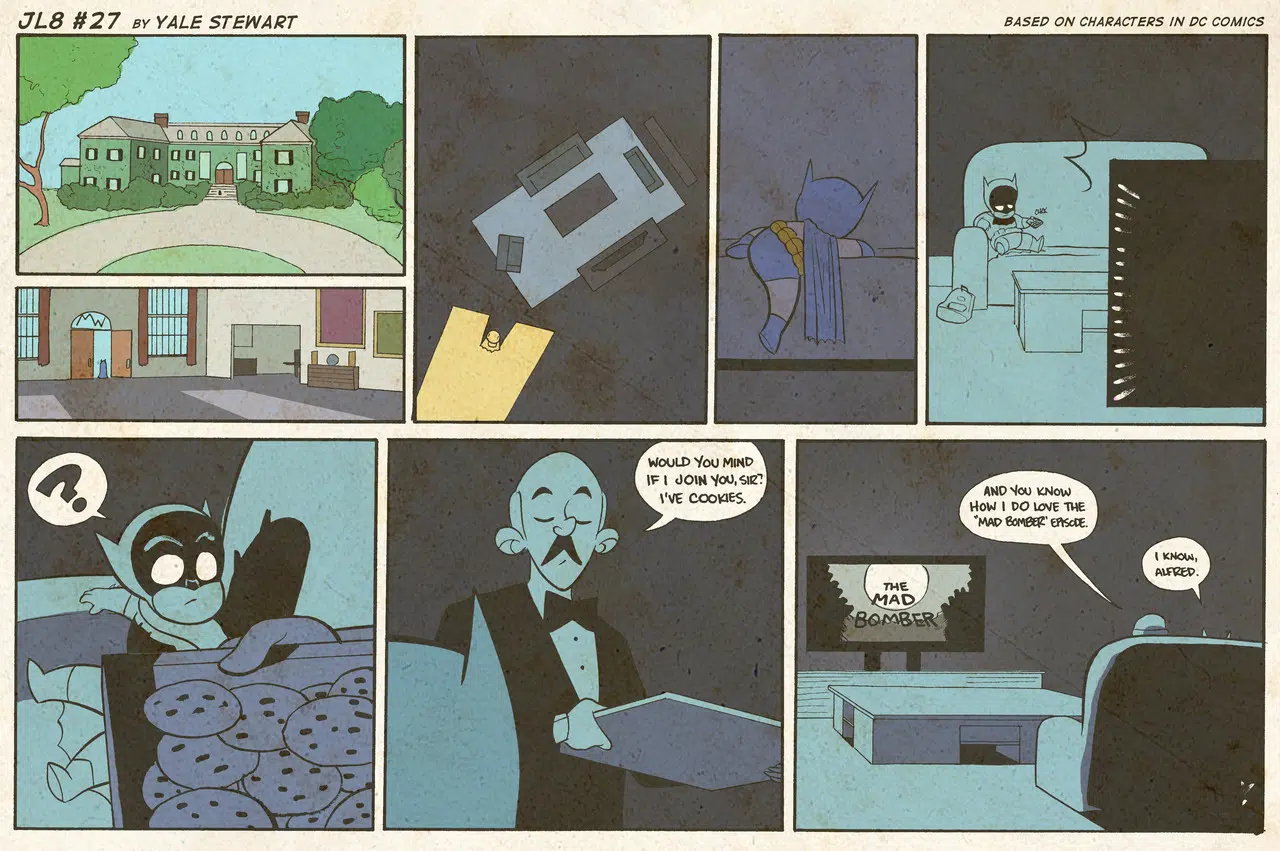 JL8 #27 BY YALE STEWART
BASED ON CHARACTERS IN DC COMICS
W
CLICK
?
WOULD YOU MIND
IF I JOIN YOU, SIR?
I'VE COOKIES.
AND YOU KNOW
HOW I DO LOVE THE
"MAD BOMBER" EPISODE.
I KNOW,
ALFRED.
THE
MAD
BOMBER